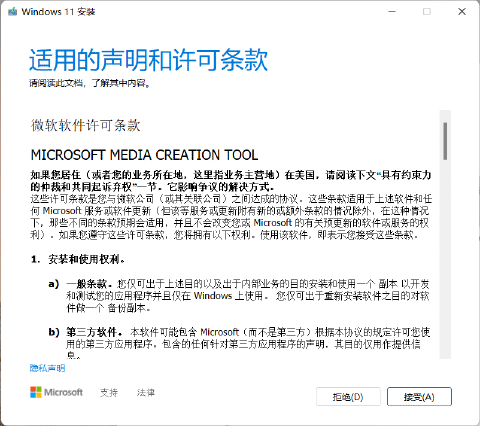 Windows 11 安装
适用的声明和许可条款
请阅读此文档，了解其中内容。
微软软件许可条款
MICROSOFT MEDIA CREATION TOOL
如果您居住（或者您的业务所在地，这里指业务主营地）在美国，请阅读下文“具有约束力
的仲裁和共同起诉弃权”一节。它影响争议的解决方式。
这些许可条款是您与微软公司（或其关联公司）之间达成的协议。这些条款适用于上述软件和任
何 Microsoft 服务或软件更新（但该等服务或更新附有新的或额外条款的情况除外，在这种情况
下，那些不同的条款预期会适用，并且不会改变您或 Microsoft 的有关预更新的软件或服务的权
利）。如果您遵守这些许可条款，您将拥有以下权利。使用该软件，即表示您接受这些条款。
1. 安装和使用权利。
a) 一般条款。您仅可出于上述目的以及出于内部业务的目的安装和使用一个 副本 以开发
和测试您的应用程序并且仅在 Windows 上使用。 您仅可出于重新安装软件之目的对软
件做一个 备份副本。
b) 第三方软件。 本软件可能包含 Microsoft（而不是第三方）根据本协议的规定许可您使
用的第三方应用程序。包含的任何针对第三方应用程序的声明，其目的仅用作提供信
息。
隐私声明
Microsoft 支持 法律
拒绝(D) 接受(A)